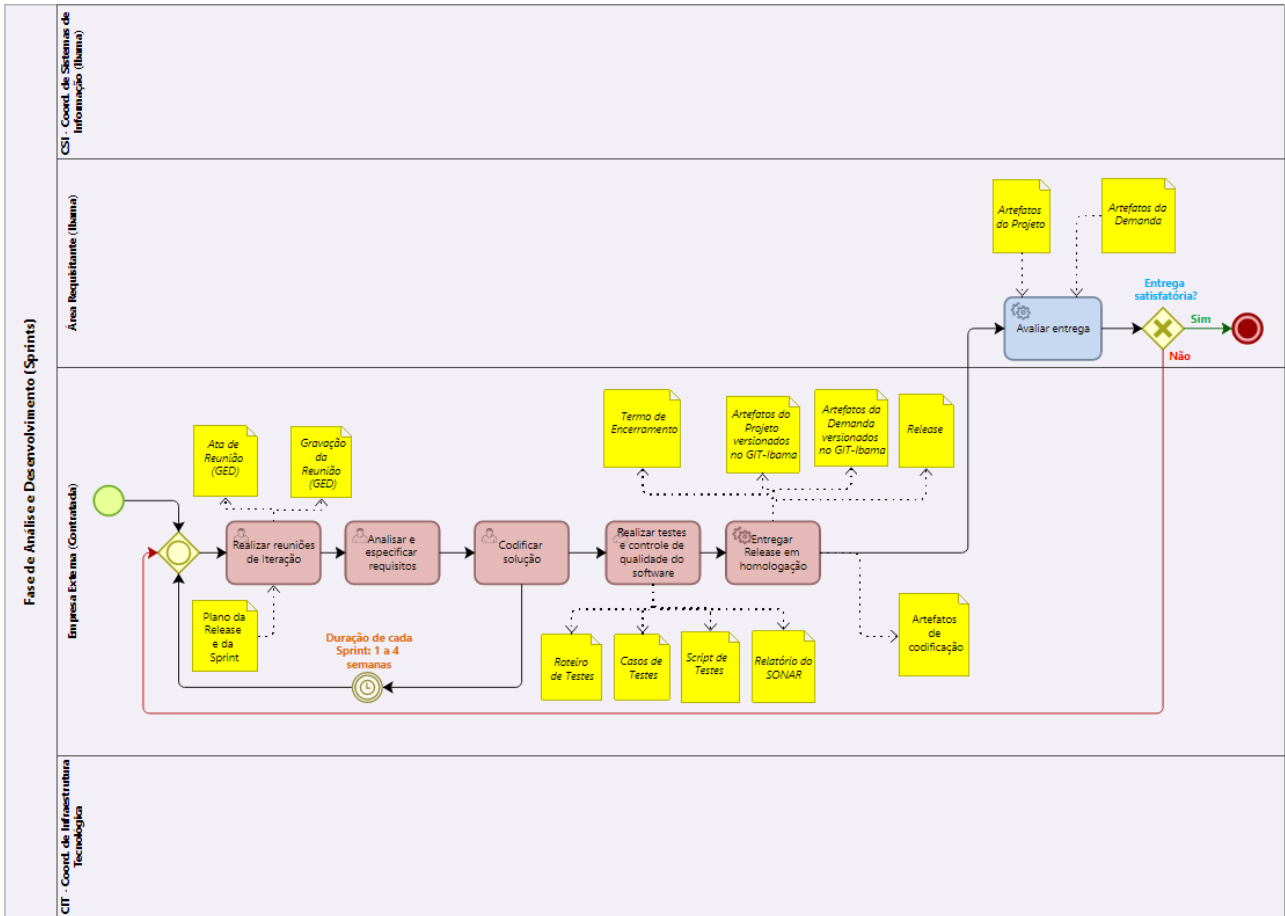 Fase de Análise e Desenvolvimento (Sprints)
CSI - Coord. de Sistemas de
Informação (Ibama)
Área Requisitante (Ibama)
Artefatos
do Projeto
Artefatos da
Demanda
Avaliar entrega
Entrega
satisfatória?
Sim
Não
Empresa Externa (Contratada)
Ata de
Reunião
(GED)
Gravação
da
Reunião
(GED)
Termo de
Encerramento
Artefatos do
Projeto
versionados
no GIT-Ibama
Artefatos da
Demanda
versionados
no GIT-Ibama
Release
Realizar reuniões
de Iteração
Analisar e
especificar
requisitos
Codificar
solução
Realizar testes
e controle de
qualidade do
software
Entregar
Release em
homologação
Plano da
Release
e da
Sprint
Duração de cada
Sprint: 1 a 4
semanas
Roteiro
de Testes
Casos de
Testes
Script de
Testes
Relatório do
SONAR
Artefatos
de
codificação
CIT - Coord. de Infraestrutura
Tecnológica